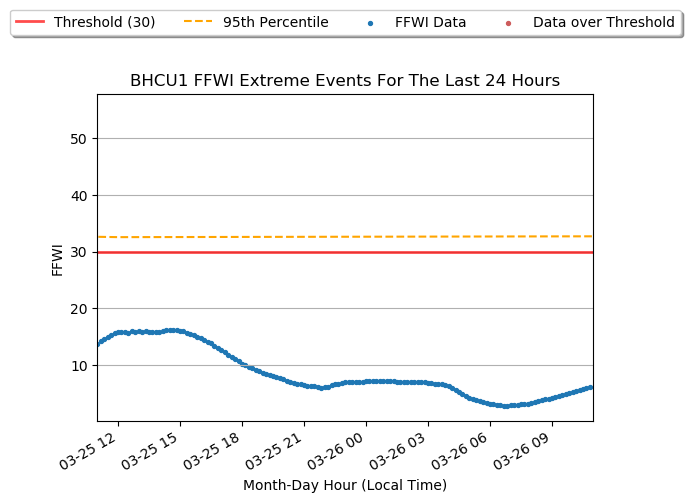 Threshold (30) 95th Percentile FFWI Data Data over Threshold
BHCU1 FFWI Extreme Events For The Last 24 Hours
50
40
30
20
10
FFWI
03-25 12 03-25 15 03-25 18 03-25 21 03-26 00 03-26 03 03-26 06 03-26 09
Month-Day Hour (Local Time)